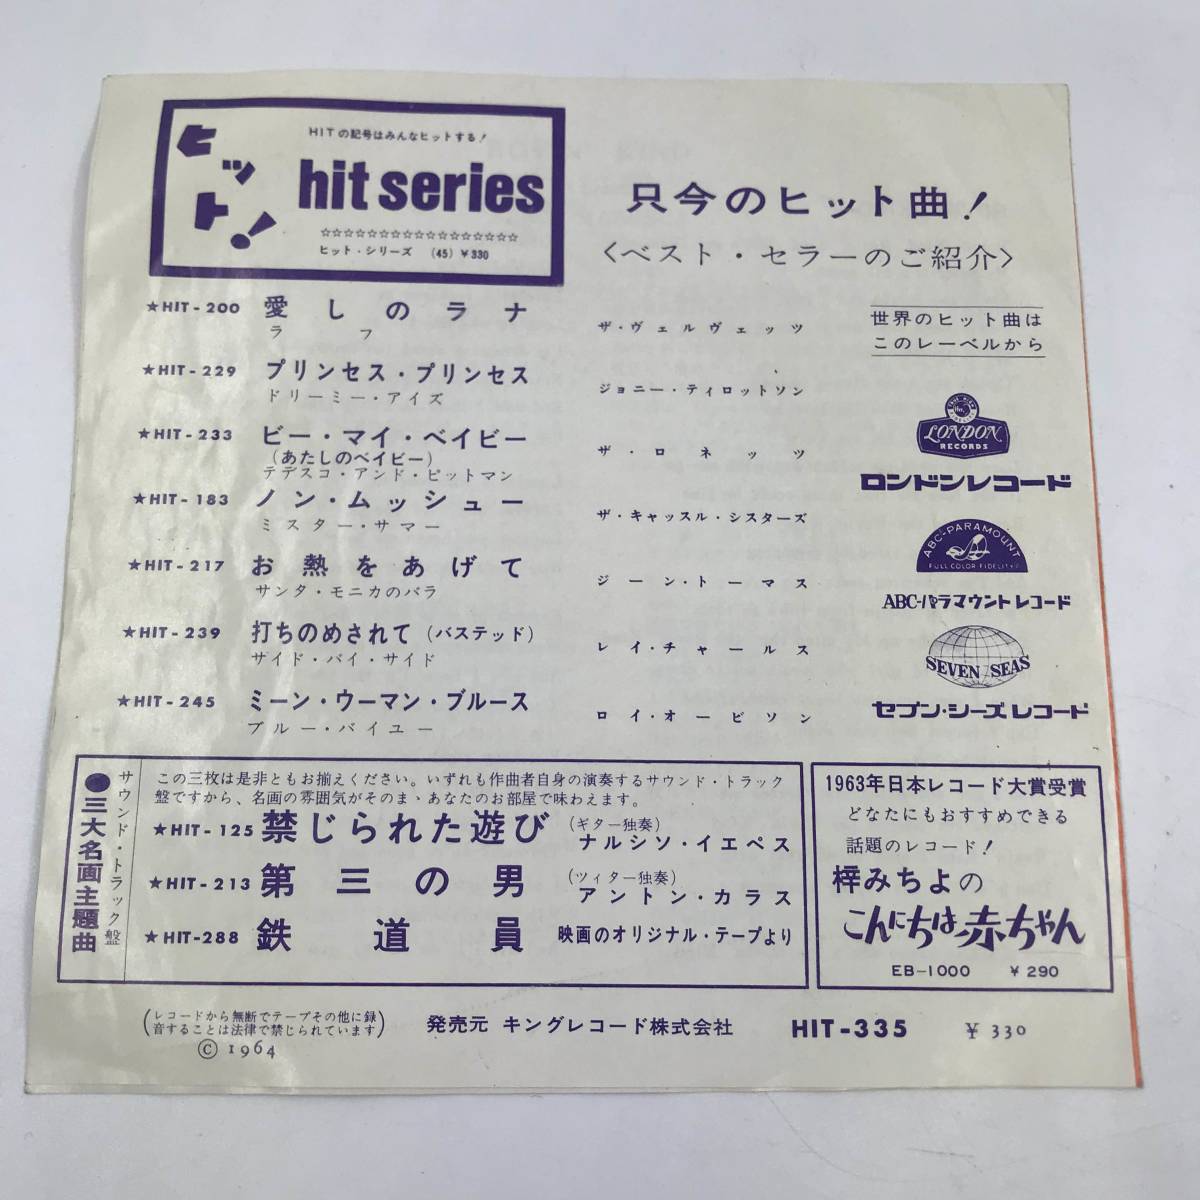 ヒット!
HITの記号はみんなヒットする!
hit series
☆☆☆☆☆☆☆☆☆☆☆☆☆☆☆☆☆
ヒット・シリーズ (45) ¥330
只今のヒット曲!
〈ベスト・セラーのご紹介〉
★HIT-200 愛しのラナ
ラフ
ザ・ヴェルヴェッツ
★HIT-229 プリンセス・プリンセス
ドリーミー・アイズ
ジョニー・ティロットソン
★HIT-233 ビー・マイ・ベイビー
(あたしのベイビー)
テデスコ・アンド・ピットマン
ザ・ロネッツ
★HIT-183 ノン・ムッシュー
ミスター・サマー
ザ・キャッスル・シスターズ
★HIT-217 お熱をあげて
サンタ・モニカのバラ
ジーン・トーマス
★HIT-239 打ちのめされて(バステッド)
サイド・バイ・サイド
レイ・チャールス
★HIT-245 ミーン・ウーマン・ブルース
ブルー・バイユー
ロイ・オービソン
世界のヒット曲は
このレーベルから
LONDON
RECORDS
ロンドンレコード
ABC-PARAMOUNT
FULL COLOR FIDELITY
ABC-パラマウントレコード
SEVEN SEAS
セブン・シーズレコード
サウンド・トラック盤
●三大名画主題曲
この三枚は是非ともお揃えください。いずれも作曲者自身の演奏するサウンド・トラック
盤ですから、名画の雰囲気がそのまゝあなたのお部屋で味わえます。
★HIT-125 禁じられた遊び (ギター独奏) ナルシソ・イエペス
★HIT-213 第三の男 (ツィター独奏) アントン・カラス
★HIT-288 鉄道員 映画のオリジナル・テープより
1963年日本レコード大賞受賞
どなたにもおすすめできる
話題のレコード!
梓みちよの
こんにちは赤ちゃん
EB-1000 ¥290
(レコードから無断でテープその他に録
音することは法律で禁じられています)
© 1964
発売元 キングレコード株式会社 HIT-335 ¥330